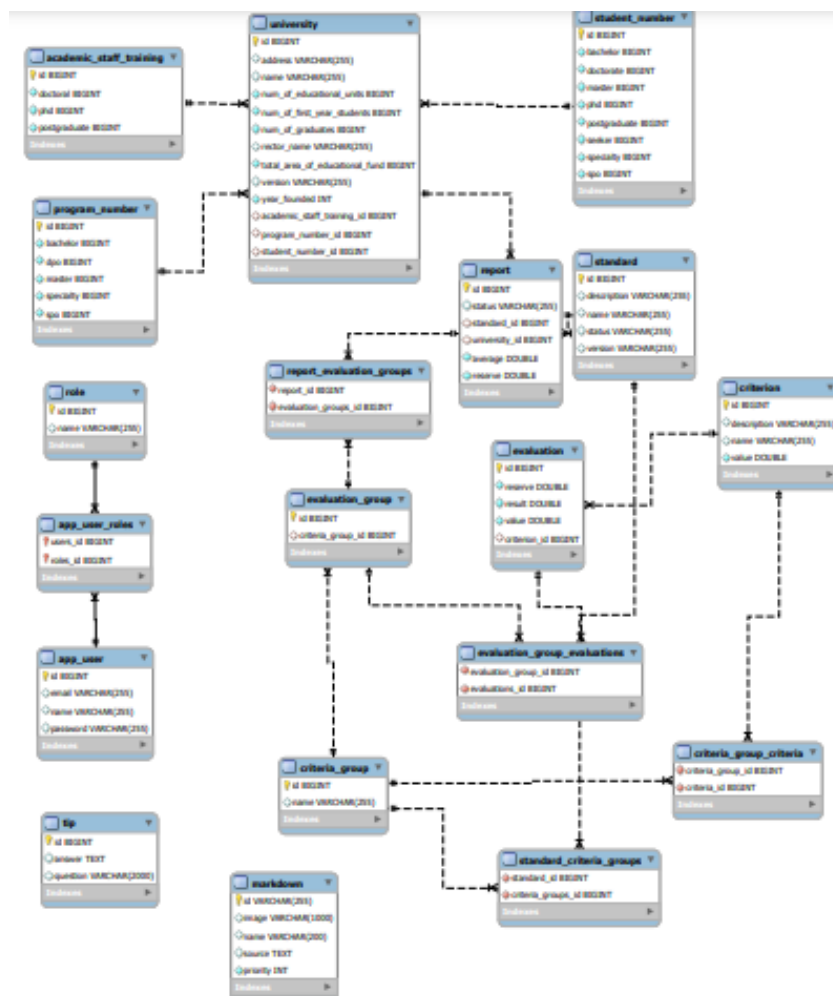 university
id BIGINT
address VARCHAR(255)
name VARCHAR(255)
num_of_educational_units BIGINT
num_of_first_year_students BIGINT
num_of_graduates BIGINT
rector_name VARCHAR(255)
total_area_of_educational_fund BIGINT
version VARCHAR(255)
year_founded INT
academic_staff_training_id BIGINT
program_number_id BIGINT
student_number_id BIGINT
Indexes
student_number
id BIGINT
bachelor BIGINT
doctorate BIGINT
master BIGINT
phd BIGINT
postgraduate BIGINT
seeker BIGINT
specialty BIGINT
spo BIGINT
Indexes
academic_staff_training
id BIGINT
doctoral BIGINT
phd BIGINT
postgraduate BIGINT
Indexes
program_number
id BIGINT
bachelor BIGINT
dpo BIGINT
master BIGINT
specialty BIGINT
spo BIGINT
Indexes
report
id BIGINT
status VARCHAR(255)
standard_id BIGINT
university_id BIGINT
average DOUBLE
reserve DOUBLE
Indexes
standard
id BIGINT
description VARCHAR(255)
name VARCHAR(255)
status VARCHAR(255)
version VARCHAR(255)
Indexes
report_evaluation_groups
report_id BIGINT
evaluation_groups_id BIGINT
Indexes
role
id BIGINT
name VARCHAR(255)
Indexes
criterion
id BIGINT
description VARCHAR(255)
name VARCHAR(255)
value DOUBLE
Indexes
evaluation
id BIGINT
reserve DOUBLE
result DOUBLE
value DOUBLE
criterion_id BIGINT
Indexes
evaluation_group
id BIGINT
criteria_group_id BIGINT
Indexes
app_user_roles
users_id BIGINT
roles_id BIGINT
Indexes
app_user
id BIGINT
email VARCHAR(255)
name VARCHAR(255)
password VARCHAR(255)
Indexes
evaluation_group_evaluations
evaluation_group_id BIGINT
evaluations_id BIGINT
Indexes
criteria_group
id BIGINT
name VARCHAR(255)
Indexes
criteria_group_criteria
criteria_group_id BIGINT
criteria_id BIGINT
Indexes
tip
id BIGINT
answer TEXT
question VARCHAR(2000)
Indexes
standard_criteria_groups
standard_id BIGINT
criteria_groups_id BIGINT
Indexes
markdown
id VARCHAR(255)
image VARCHAR(1000)
name VARCHAR(200)
source TEXT
priority INT
Indexes